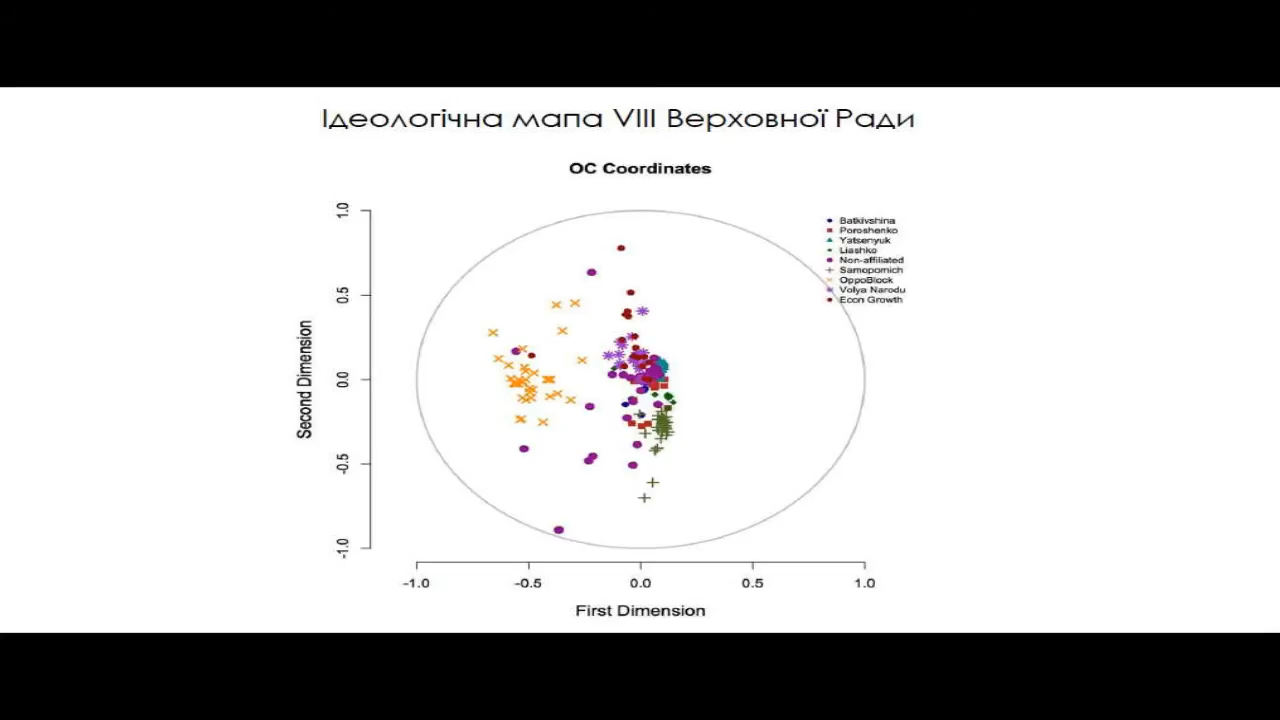 Ідеологічна мапа VIII Верховної Ради
OC Coordinates
Batkivshina
Poroshenko
Yatsenyuk
Liashko
Non-affiliated
Samopomich
OppoBlock
Volya Narodu
Econ Growth
Second Dimension
1.0
0.5
0.0
-0.5
-1.0
-1.0 -0.5 0.0 0.5 1.0
First Dimension